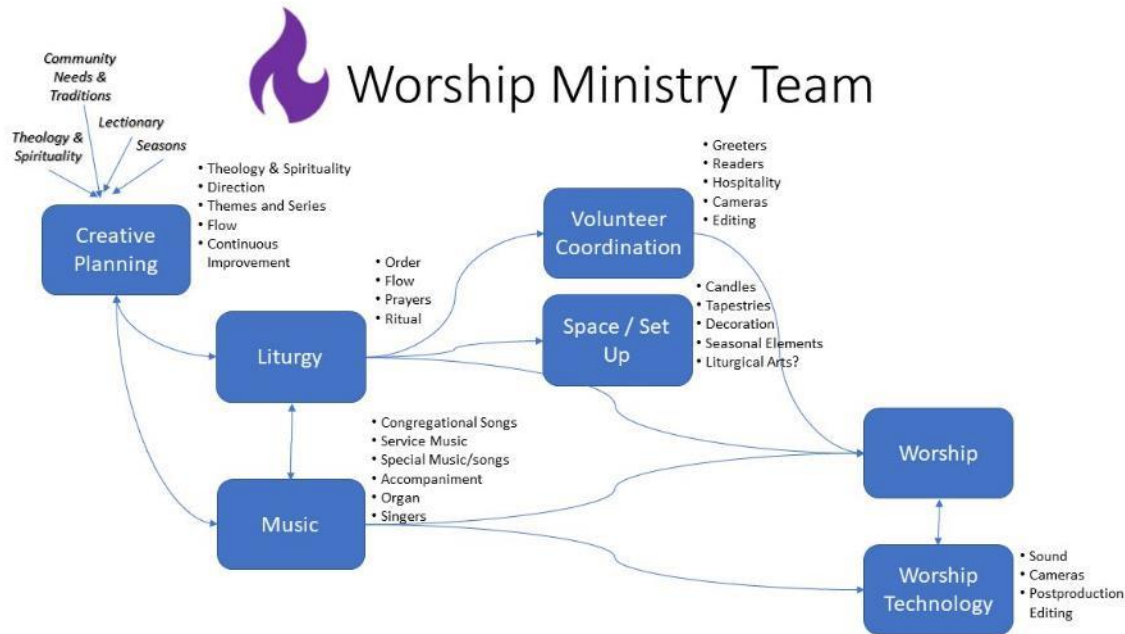 Worship Ministry Team
Community
Needs &
Traditions
Lectionary
Theology &
Spirituality
Seasons
Creative
Planning
• Theology & Spirituality
• Direction
• Themes and Series
• Flow
• Continuous
Improvement
Liturgy
• Order
• Flow
• Prayers
• Ritual
Music
• Congregational Songs
• Service Music
• Special Music/songs
• Accompaniment
• Organ
• Singers
Volunteer
Coordination
• Greeters
• Readers
• Hospitality
• Cameras
• Editing
Space / Set
Up
• Candles
• Tapestries
• Decoration
• Seasonal Elements
• Liturgical Arts?
Worship
Worship
Technology
• Sound
• Cameras
• Postproduction
Editing